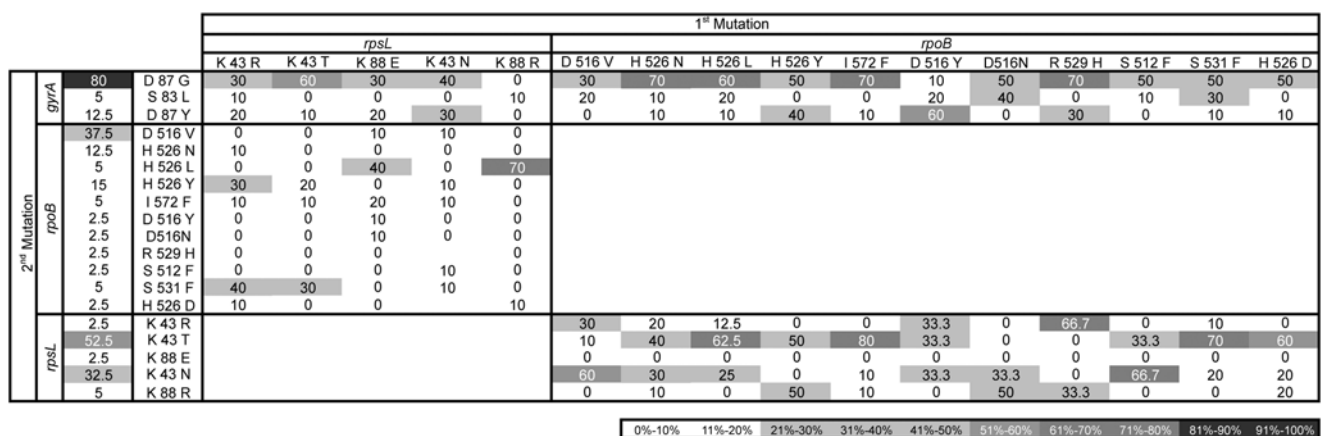 1st Mutation
rpsL rpoB
K 43 R K 43 T K 88 E K 43 N K 88 R D 516 V H 526 N H 526 L H 526 Y I 572 F D 516 Y D516N R 529 H S 512 F S 531 F H 526 D
2nd Mutation
gyrA
80 D 87 G 30 60 30 40 0 30 70 60 50 70 10 50 70 50 50 50
5 S 83 L 10 0 0 0 10 20 10 20 0 0 20 40 0 10 30 0
12.5 D 87 Y 20 10 20 30 0 0 10 10 40 10 60 0 30 0 10 10
rpoB
37.5 D 516 V 0 0 10 10 0
12.5 H 526 N 10 0 0 0 0
5 H 526 L 0 0 40 0 70
15 H 526 Y 30 20 0 10 0
5 I 572 F 10 10 20 10 0
2.5 D 516 Y 0 0 10 0 0
2.5 D516N 0 0 10 0 0
2.5 R 529 H 0 0 0 0
2.5 S 512 F 0 0 0 10 0
5 S 531 F 40 30 0 10 0
2.5 H 526 D 10 0 0 10
rpsL
2.5 K 43 R 30 20 12.5 0 0 33.3 0 66.7 0 10 0
52.5 K 43 T 10 40 62.5 50 80 33.3 0 0 33.3 70 60
2.5 K 88 E 0 0 0 0 0 0 0 0 0 0 0
32.5 K 43 N 60 30 25 0 10 33.3 33.3 0 66.7 20 20
5 K 88 R 0 10 0 50 10 0 50 33.3 0 0 20
0%-10% 11%-20% 21%-30% 31%-40% 41%-50% 51%-60% 61%-70% 71%-80% 81%-90% 91%-100%